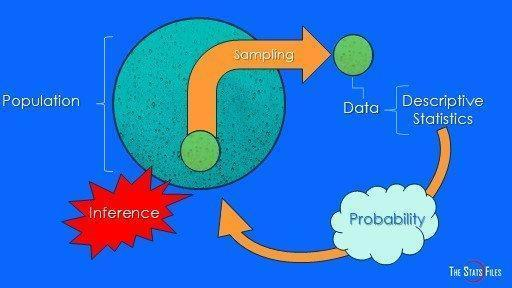 Sampling
Population
Data
Descriptive
Statistics
Inference
Probability
THE STATS FILES